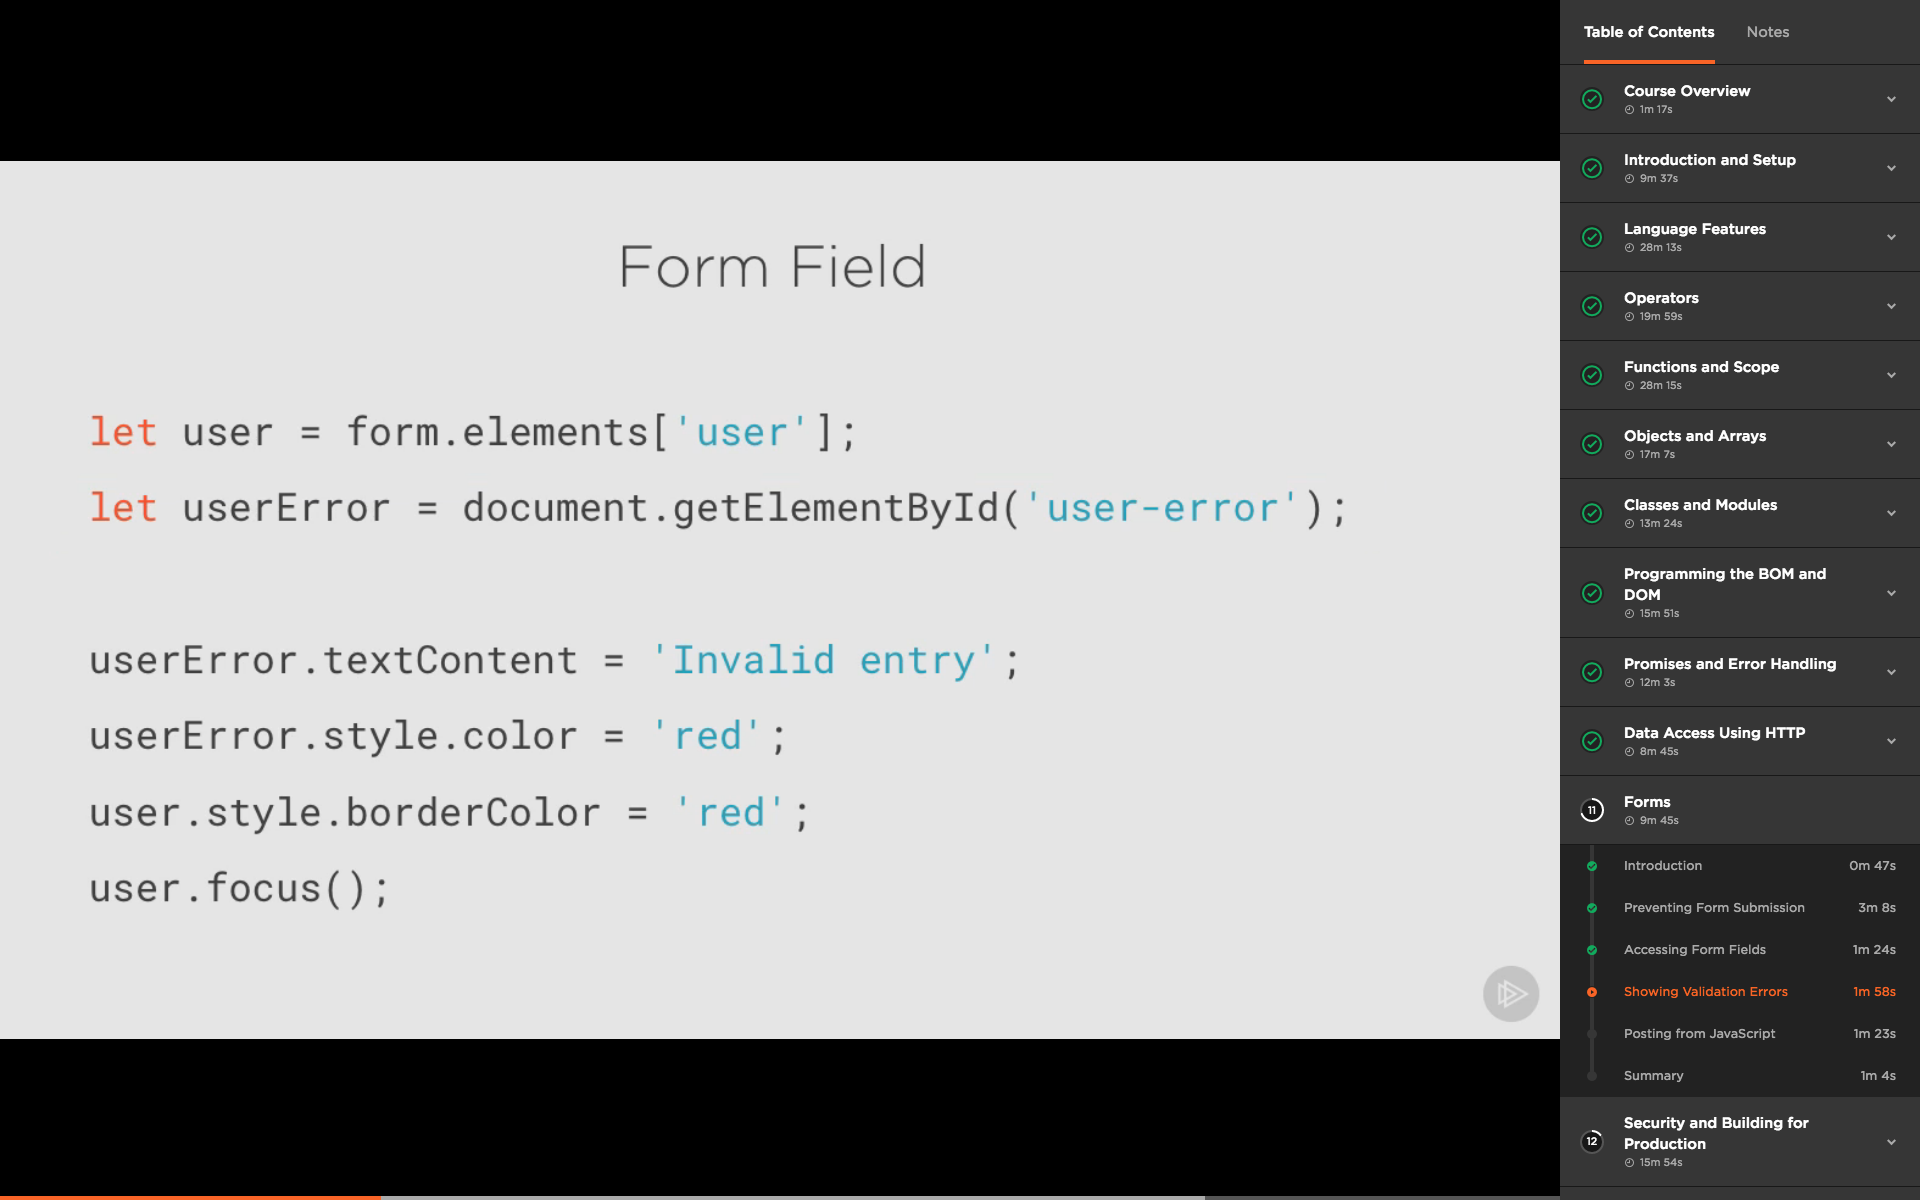 Form Field
let user = form.elements['user'];
let userError = document.getElementById('user-error');
userError.textContent = 'Invalid entry';
userError.style.color = 'red';
user.style.borderColor = 'red';
user.focus();
Table of Contents
Notes
Course Overview
1m 17s
Introduction and Setup
9m 37s
Language Features
28m 13s
Operators
19m 59s
Functions and Scope
28m 15s
Objects and Arrays
17m 7s
Classes and Modules
13m 24s
Programming the BOM and
DOM
15m 51s
Promises and Error Handling
12m 3s
Data Access Using HTTP
8m 45s
11
Forms
9m 45s
Introduction 0m 47s
Preventing Form Submission 3m 8s
Accessing Form Fields 1m 24s
Showing Validation Errors 1m 58s
Posting from JavaScript 1m 23s
Summary 1m 4s
12
Security and Building for
Production
15m 54s